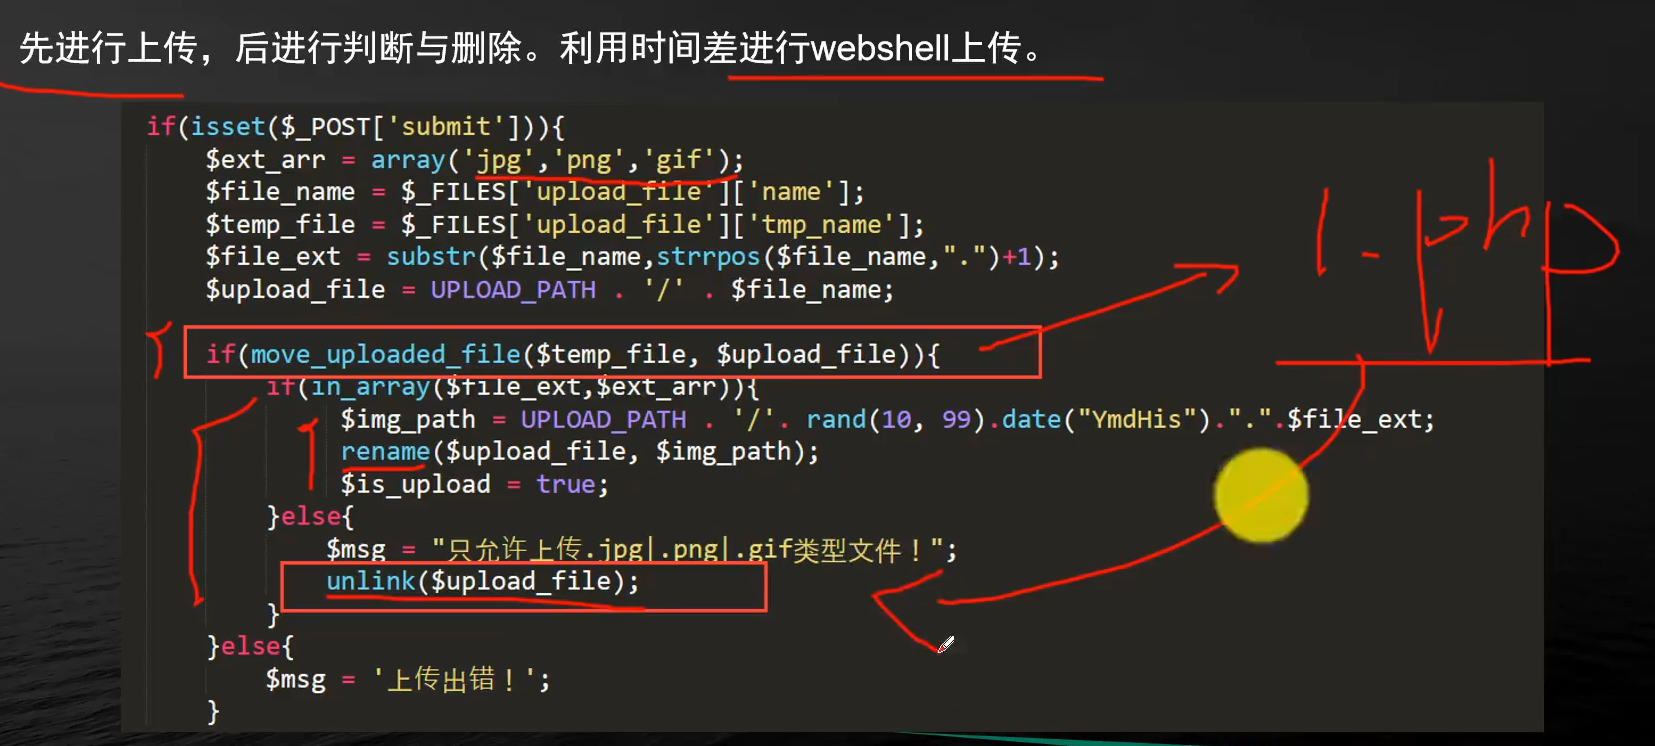 先进行上传，后进行判断与删除。利用时间差进行webshell上传。
if(isset($_POST['submit'])){
$ext_arr = array('jpg','png','gif');
$file_name = $_FILES['upload_file']['name'];
$temp_file = $_FILES['upload_file']['tmp_name'];
$file_ext = substr($file_name,strrpos($file_name,".")+1);
$upload_file = UPLOAD_PATH . '/' . $file_name;
1.php
if(move_uploaded_file($temp_file, $upload_file)){
if(in_array($file_ext,$ext_arr)){
$img_path = UPLOAD_PATH . '/'. rand(10, 99).date("YmdHis").".".$file_ext;
rename($upload_file, $img_path);
$is_upload = true;
}else{
$msg = "只允许上传.jpg|.png|.gif类型文件！";
unlink($upload_file);
}
}else{
$msg = '上传出错！';
}